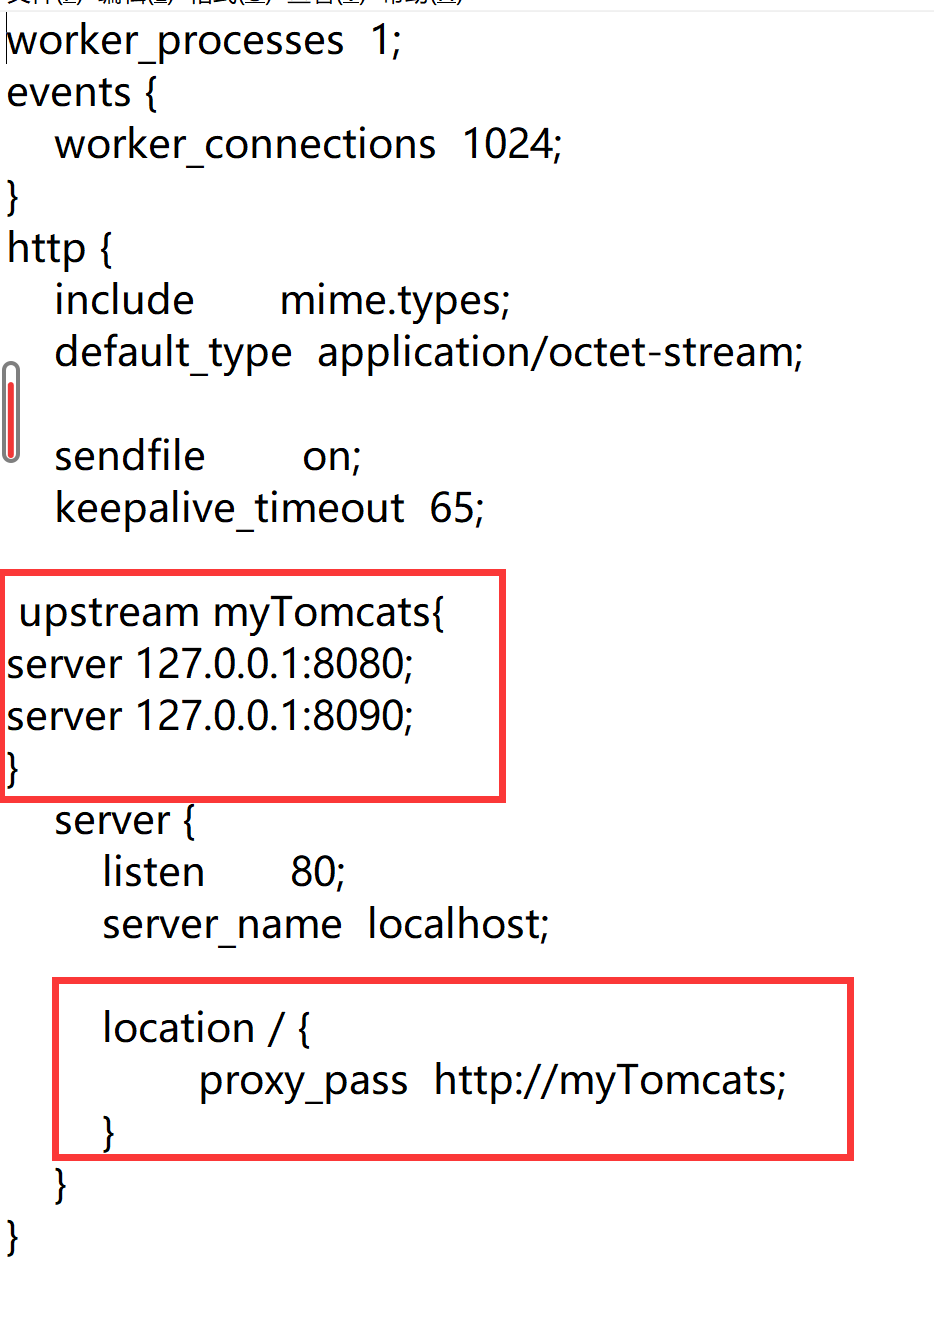 worker_processes  1;
events {
    worker_connections  1024;
}
http {
    include       mime.types;
    default_type  application/octet-stream;
    sendfile        on;
    keepalive_timeout  65;
 upstream myTomcats{
server 127.0.0.1:8080;
server 127.0.0.1:8090;
}
    server {
        listen       80;
        server_name  localhost;
        location / {
                proxy_pass  http://myTomcats;
        }
    }
}